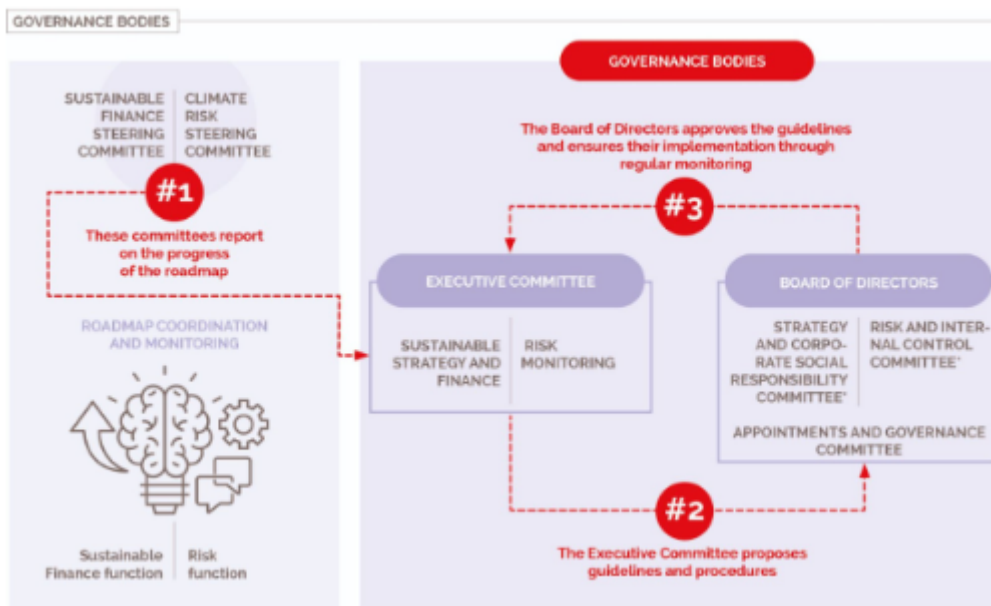 GOVERNANCE BODIES
SUSTAINABLE
FINANCE
STEERING
COMMITTEE
CLIMATE
RISK
STEERING
COMMITTEE
#1
These committees report
on the progress
of the roadmap
ROADMAP COORDINATION
AND MONITORING
Sustainable
Finance function
Risk
function
GOVERNANCE BODIES
The Board of Directors approves the guidelines
and ensures their implementation through
regular monitoring
#3
EXECUTIVE COMMITTEE
SUSTAINABLE
STRATEGY AND
FINANCE
RISK
MONITORING
BOARD OF DIRECTORS
STRATEGY
AND CORPO-
RATE SOCIAL
RESPONSIBILITY
COMMITTEE*
RISK AND INTER-
NAL CONTROL
COMMITTEE*
APPOINTMENTS AND GOVERNANCE
COMMITTEE
#2
The Executive Committee proposes
guidelines and procedures